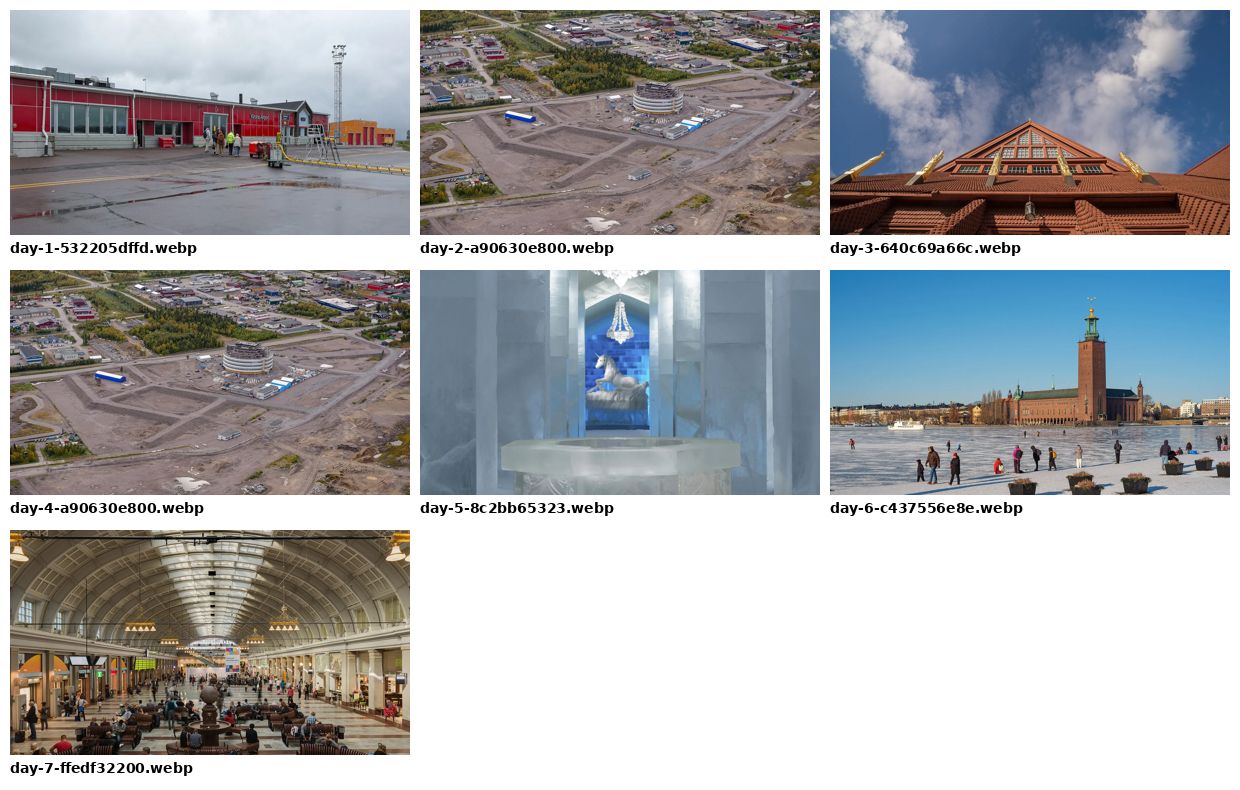 day-1-532205dffd.webp
day-2-a90630e800.webp
day-3-640c69a66c.webp
day-4-a90630e800.webp
day-5-8c2bb65323.webp
day-6-c437556e8e.webp
day-7-ffedf32200.webp